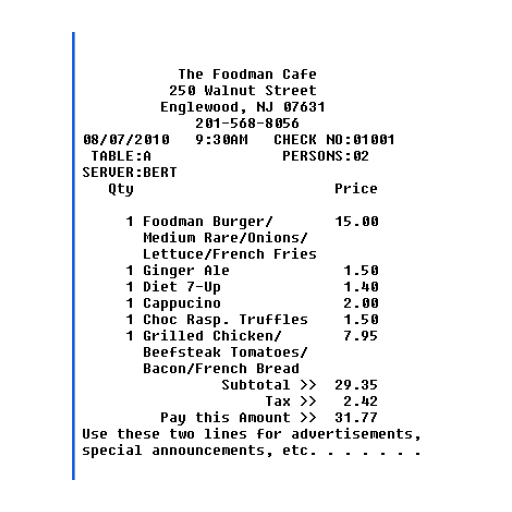 The Foodman Cafe
250 Walnut Street
Englewood, NJ 07631
201-568-8056
08/07/2010 9:30AM CHECK NO:01001
TABLE:A PERSONS:02
SERVER:BERT
Qty Price
1 Foodman Burger/ 15.00
Medium Rare/Onions/
Lettuce/French Fries
1 Ginger Ale 1.50
1 Diet 7-Up 1.40
1 Cappucino 2.00
1 Choc Rasp. Truffles 1.50
1 Grilled Chicken/ 7.95
Beefsteak Tomatoes/
Bacon/French Bread
Subtotal >> 29.35
Tax >> 2.42
Pay this Amount >> 31.77
Use these two lines for advertisements,
special announcements, etc. . . . . . .